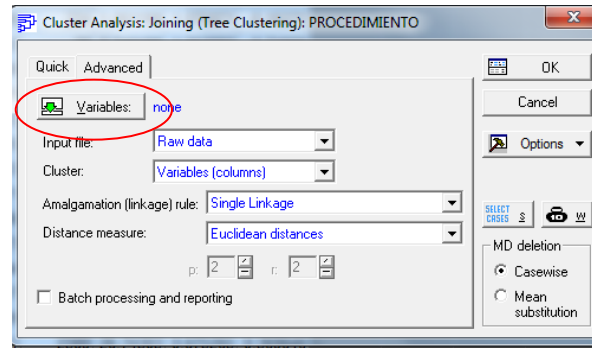 Cluster Analysis: Joining (Tree Clustering): PROCEDIMIENTO
Quick Advanced
Variables: none
Input file: Raw data
Cluster: Variables (columns)
Amalgamation (linkage) rule: Single Linkage
Distance measure: Euclidean distances
p: 2 r: 2
Batch processing and reporting
OK
Cancel
Options
SELECT CASES S W
MD deletion
Casewise
Mean
substitution